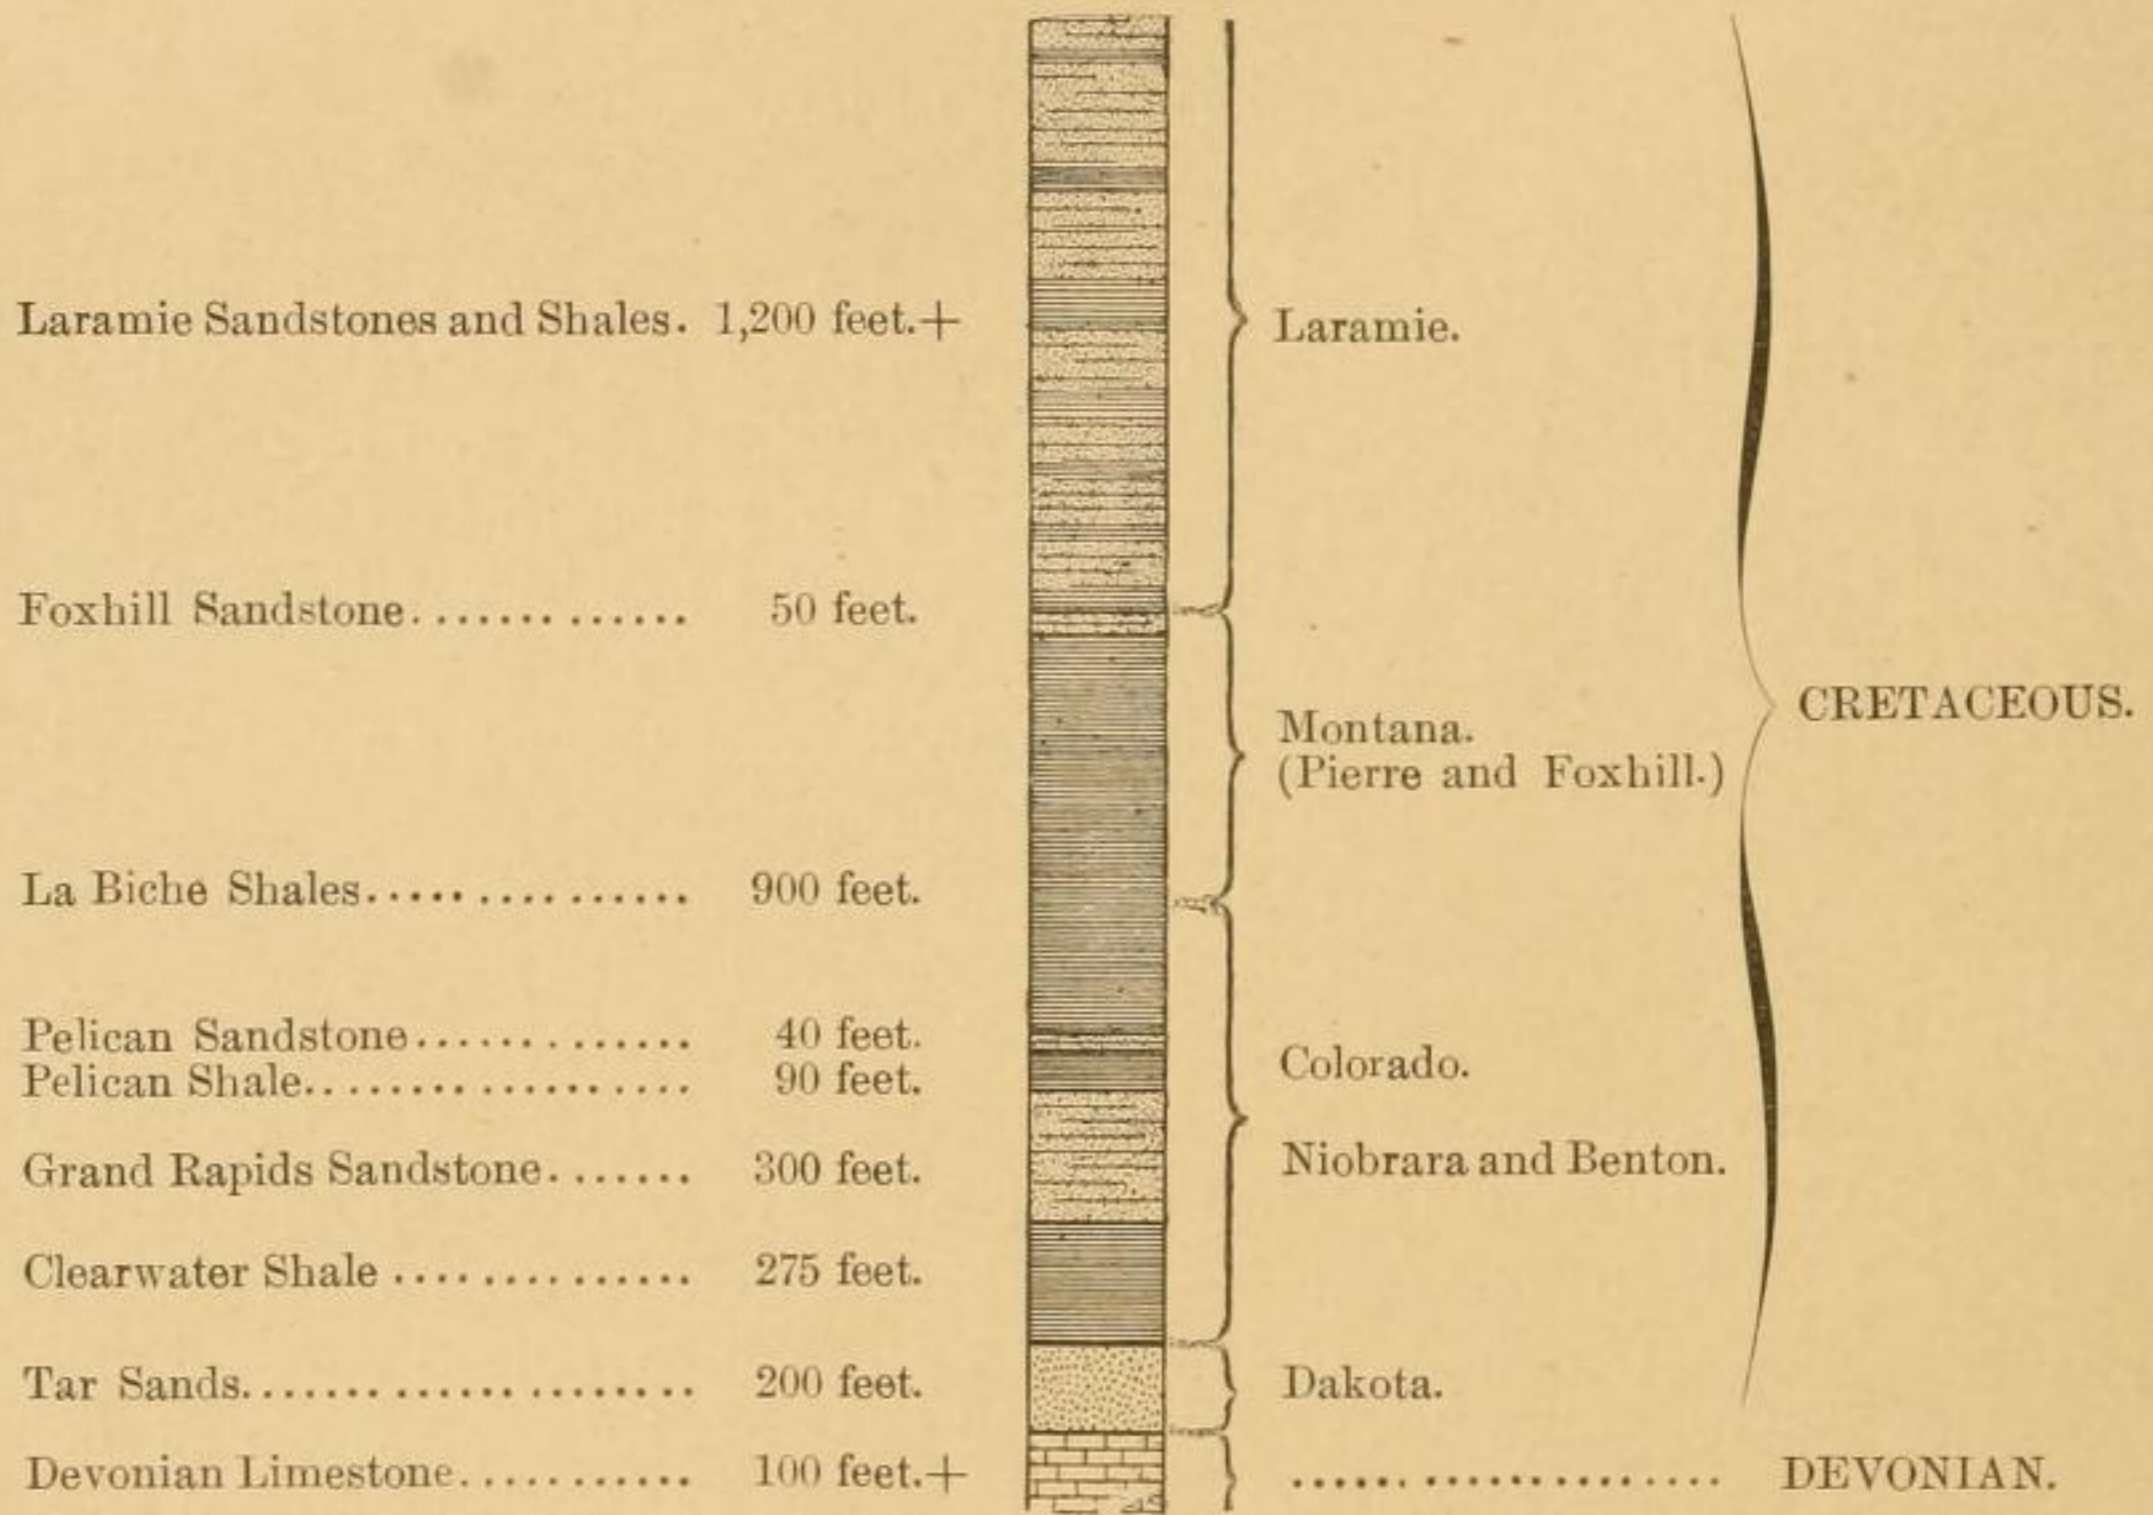 Laramie Sandstones and Shales. 1,200 feet.+ Laramie.
Foxhill Sandstone............. 50 feet.
CRETACEOUS.
Montana.
(Pierre and Foxhill.)
La Biche Shales................ 900 feet.
Pelican Sandstone.............. 40 feet.
Colorado.
Pelican Shale................... 90 feet.
Grand Rapids Sandstone....... 300 feet. Niobrara and Benton.
Clearwater Shale .............. 275 feet.
Tar Sands...................... 200 feet. Dakota.
Devonian Limestone........... 100 feet.+ .................... DEVONIAN.